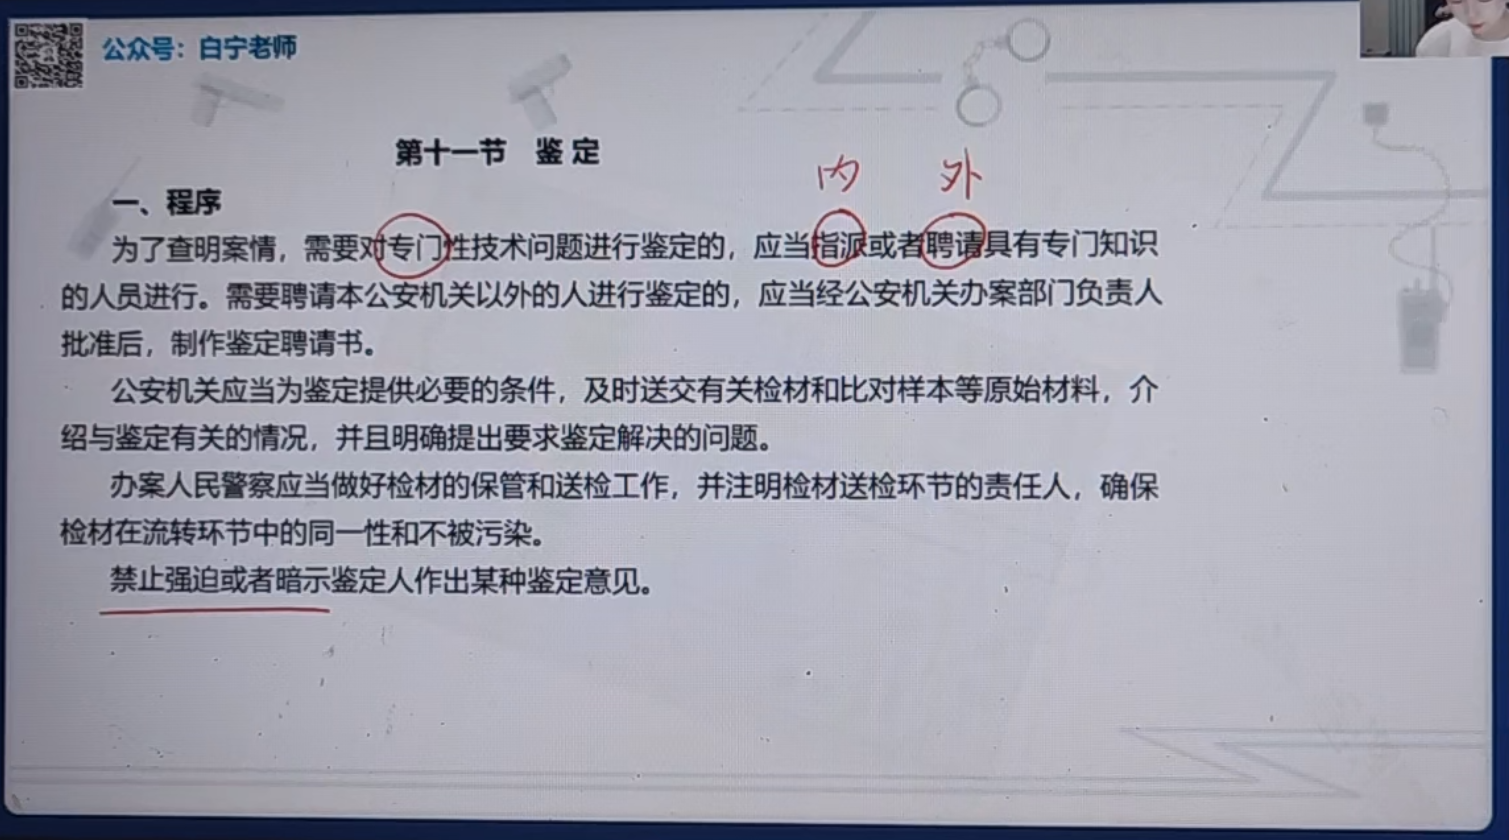 公众号：白宁老师
第十一节 鉴 定
内 外
一、程序
为了查明案情，需要对专门性技术问题进行鉴定的，应当指派或者聘请具有专门知识
的人员进行。需要聘请本公安机关以外的人进行鉴定的，应当经公安机关办案部门负责人
批准后，制作鉴定聘请书。
公安机关应当为鉴定提供必要的条件，及时送交有关检材和比对样本等原始材料，介
绍与鉴定有关的情况，并且明确提出要求鉴定解决的问题。
办案人民警察应当做好检材的保管和送检工作，并注明检材送检环节的责任人，确保
检材在流转环节中的同一性和不被污染。
禁止强迫或者暗示鉴定人作出某种鉴定意见。